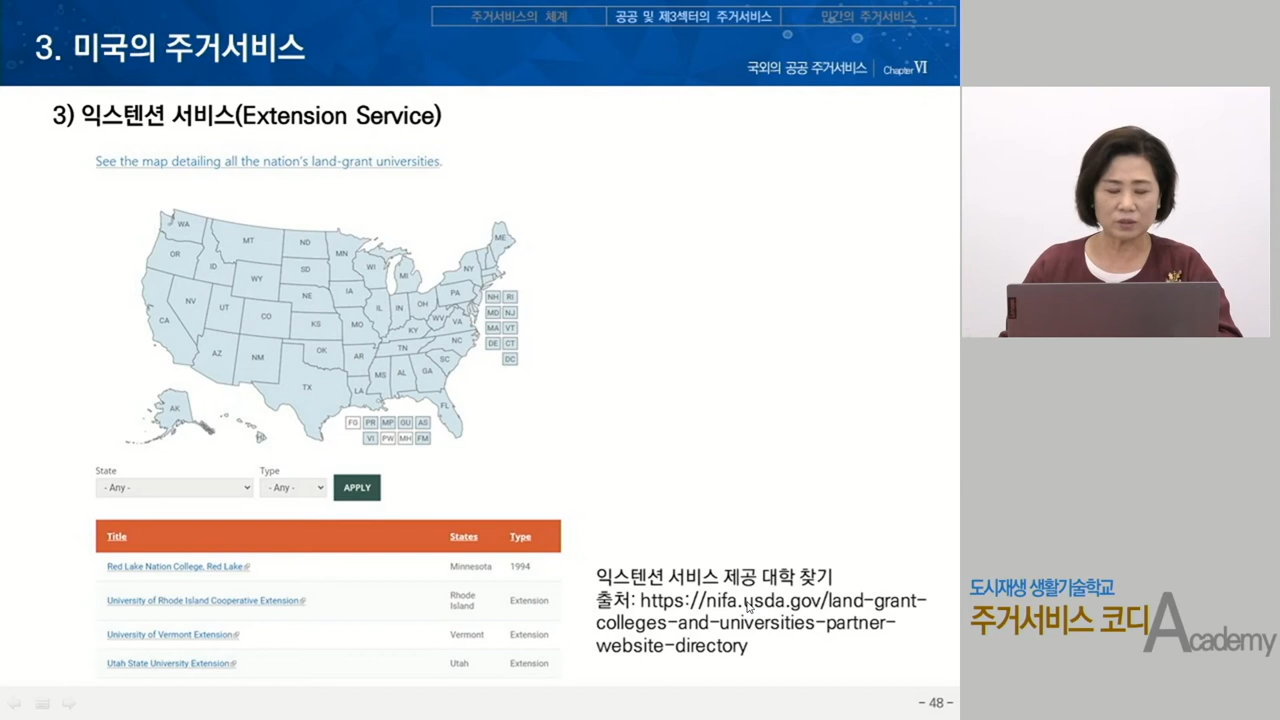 주거서비스의 체계
공공 및 제3섹터의 주거서비스
민간의 주거서비스
3. 미국의 주거서비스
국외의 공공 주거서비스
Chapter Ⅵ
3) 익스텐션 서비스(Extension Service)
See the map detailing all the nation's land-grant universities.
WA
MT
ND
MN
ME
OR
ID
WY
SD
WI
MI
NY
NV
UT
NE
IA
PA
NH
RI
CA
CO
KS
MO
IL
IN
OH
WV
VA
MD
NJ
KY
MA
VT
AZ
NM
OK
AR
TN
NC
DE
CT
SC
DC
TX
LA
MS
AL
GA
FL
AK
HI
FG
PR
MP
GU
AS
VI
PW
MH
FM
State
Type
- Any -
- Any -
APPLY
Title
States
Type
Red Lake Nation College, Red Lake
Minnesota
1994
University of Rhode Island Cooperative Extension
Rhode
Island
Extension
University of Vermont Extension
Vermont
Extension
Utah State University Extension
Utah
Extension
익스텐션 서비스 제공 대학 찾기
출처: https://nifa.usda.gov/land-grant-
colleges-and-universities-partner-
website-directory
- 48 -
Lenovo
도시재생 생활기술학교
주거서비스 코디
Academy